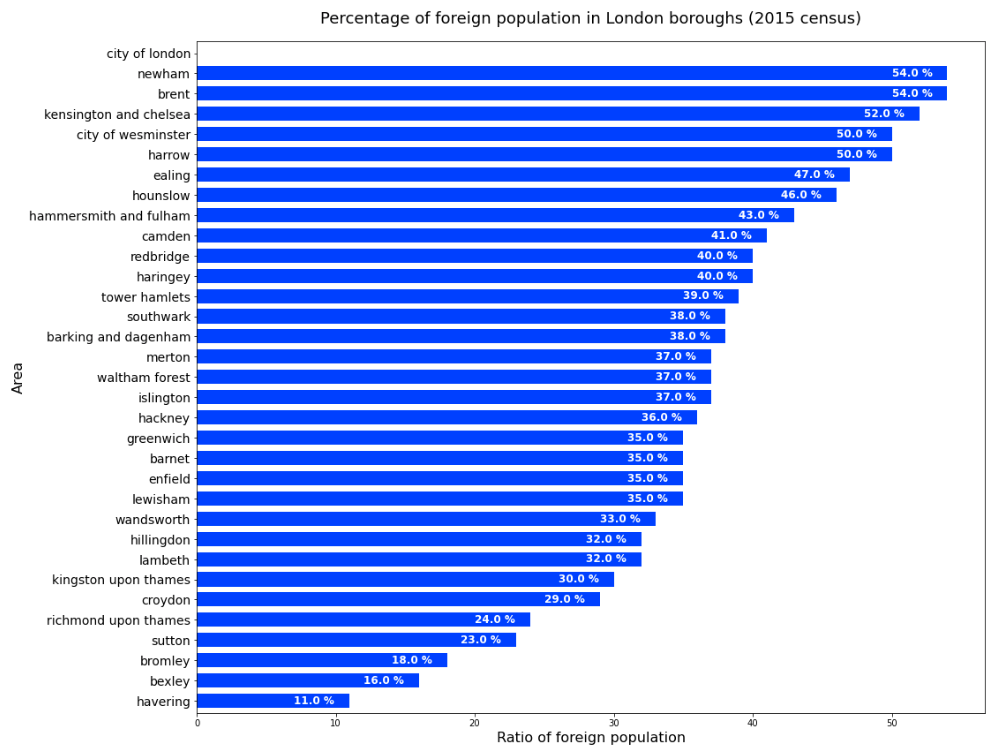 Percentage of foreign population in London boroughs (2015 census)
city of london
newham 54.0 %
brent 54.0 %
kensington and chelsea 52.0 %
city of wesminster 50.0 %
harrow 50.0 %
ealing 47.0 %
hounslow 46.0 %
hammersmith and fulham 43.0 %
camden 41.0 %
redbridge 40.0 %
haringey 40.0 %
tower hamlets 39.0 %
southwark 38.0 %
barking and dagenham 38.0 %
merton 37.0 %
waltham forest 37.0 %
islington 37.0 %
hackney 36.0 %
greenwich 35.0 %
barnet 35.0 %
enfield 35.0 %
lewisham 35.0 %
wandsworth 33.0 %
hillingdon 32.0 %
lambeth 32.0 %
kingston upon thames 30.0 %
croydon 29.0 %
richmond upon thames 24.0 %
sutton 23.0 %
bromley 18.0 %
bexley 16.0 %
havering 11.0 %
Area
0 10 20 30 40 50
Ratio of foreign population